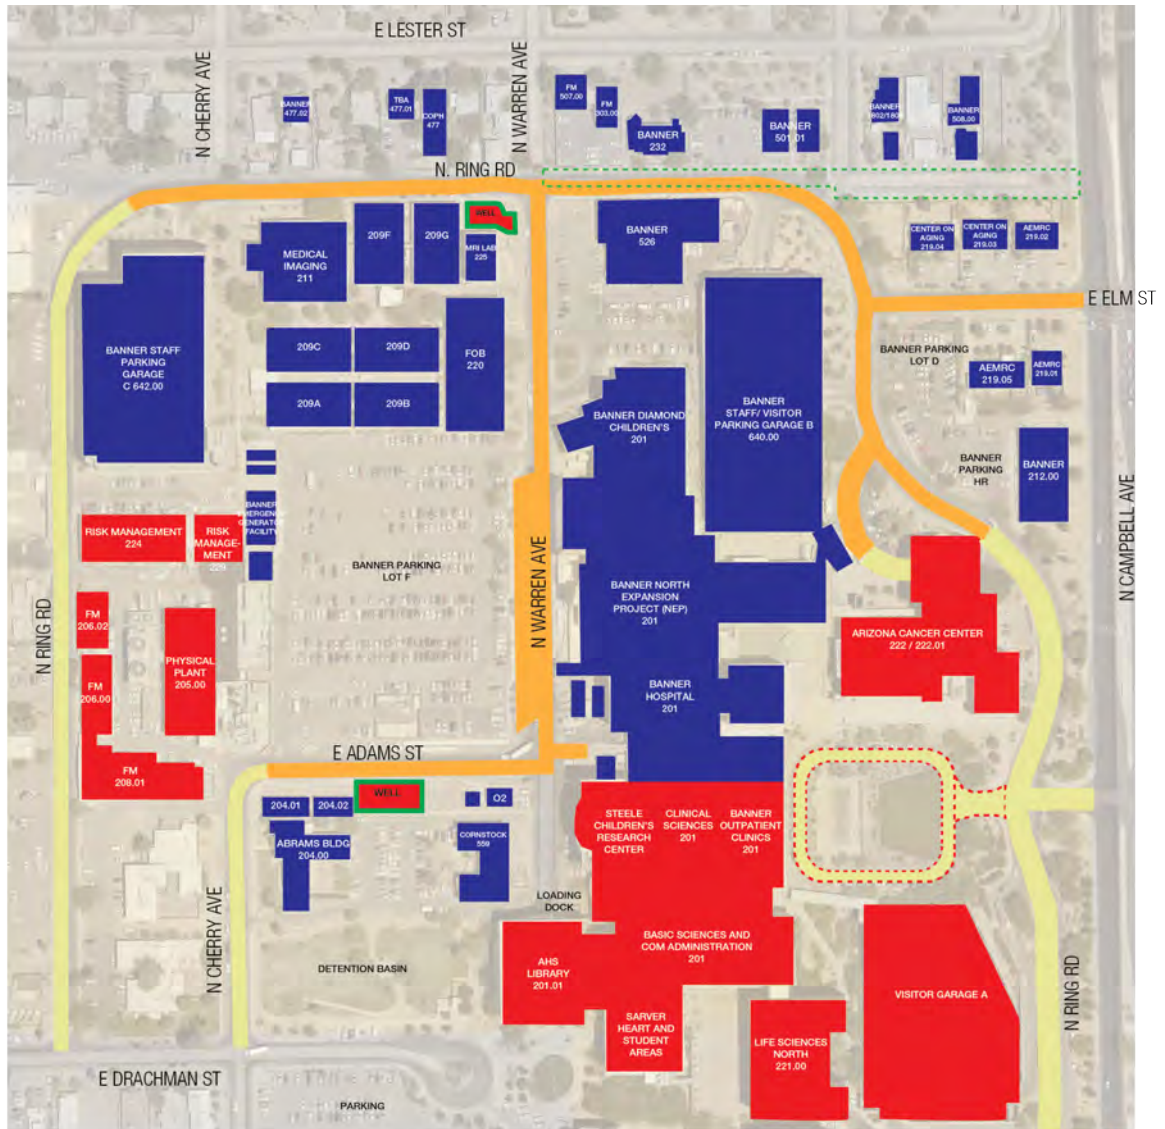 E LESTER ST
N CHERRY AVE
N WARREN AVE
BANNER
477.02
TBA
477.01
COPH
477
FM
507.00
FM
303.00
BANNER
232
BANNER
501.01
BANNER
BANNER
508.00
N. RING RD
WELL
209F
209G
MRI LAB
225
MEDICAL
IMAGING
211
BANNER
526
CENTER ON
AGING
219.04
CENTER ON
AGING
219.03
AEMRC
219.02
E ELM ST
BANNER STAFF
PARKING
GARAGE
C 642.00
209C
209D
FOB
220
209A
209B
BANNER PARKING
LOT D
AEMRC
219.05
AEMRC
219.01
BANNER DIAMOND
CHILDREN'S
201
BANNER
STAFF/ VISITOR
PARKING GARAGE B
640.00
BANNER
PARKING
HR
BANNER
212.00
N CAMPBELL AVE
RISK MANAGEMENT
224
RISK
MANAGE-
MENT
229
BANNER
EMERGENCY
GENERATOR
FACILITY
BANNER PARKING
LOT F
N WARREN AVE
BANNER NORTH
EXPANSION
PROJECT (NEP)
201
N RING RD
FM
206.02
FM
206.00
PHYSICAL
PLANT
205.00
ARIZONA CANCER CENTER
222 / 222.01
BANNER
HOSPITAL
201
FM
208.01
E ADAMS ST
WELL
204.01
204.02
O2
ABRAMS BLDG
204.00
CORNSTOCK
559
STEELE
CHILDREN'S
RESEARCH
CENTER
CLINICAL
SCIENCES
201
BANNER
OUTPATIENT
CLINICS
201
LOADING
DOCK
N CHERRY AVE
DETENTION BASIN
AHS
LIBRARY
201.01
BASIC SCIENCES AND
COM ADMINISTRATION
201
SARVER
HEART AND
STUDENT
AREAS
LIFE SCIENCES
NORTH
221.00
VISITOR GARAGE A
N RING RD
E DRACHMAN ST
PARKING